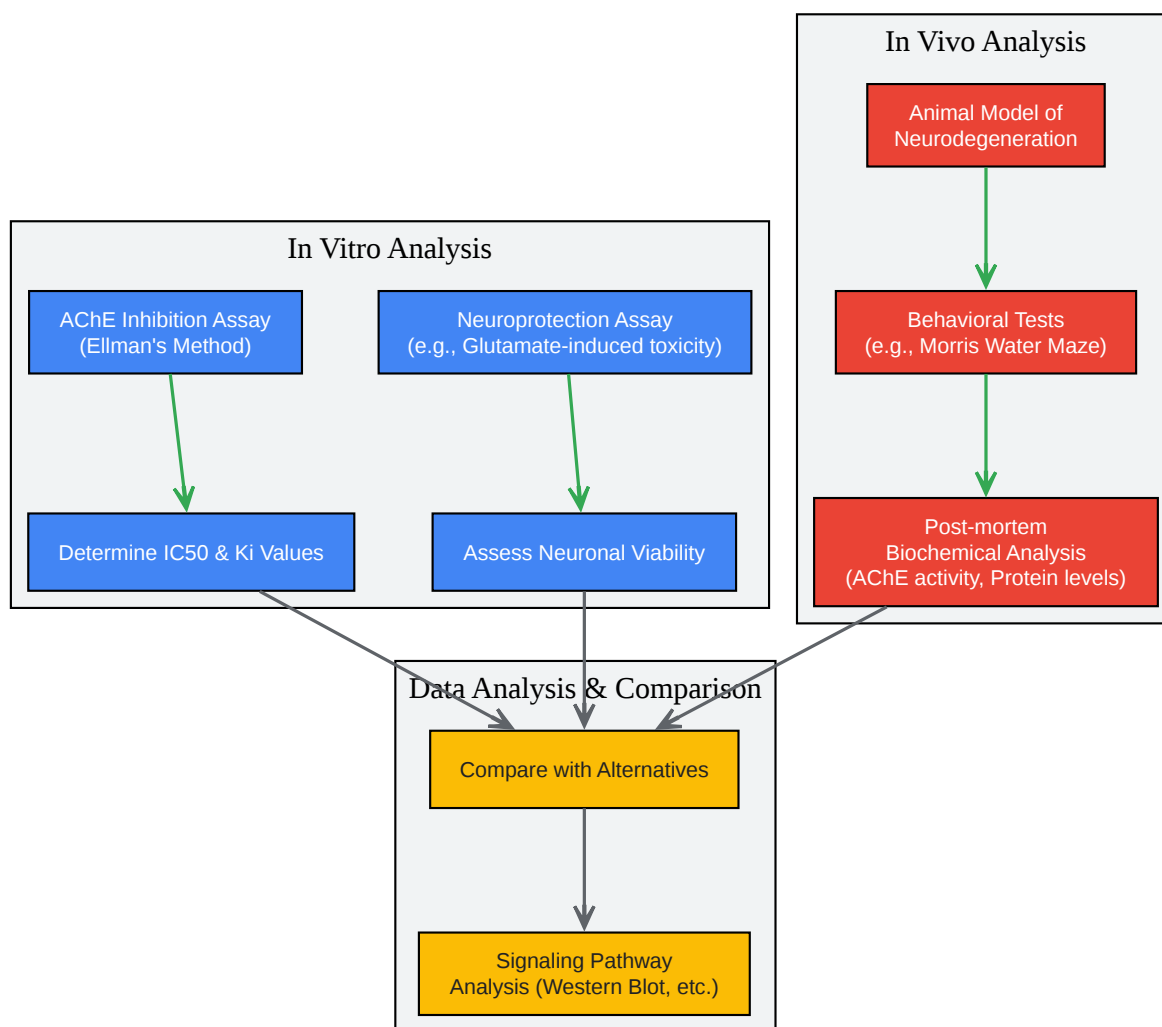 In Vitro Analysis
AChE Inhibition Assay
(Ellman's Method)
Neuroprotection Assay
(e.g., Glutamate-induced toxicity)
Determine IC50 & Ki Values
Assess Neuronal Viability
In Vivo Analysis
Animal Model of
Neurodegeneration
Behavioral Tests
(e.g., Morris Water Maze)
Post-mortem
Biochemical Analysis
(AChE activity, Protein levels)
Data Analysis & Comparison
Compare with Alternatives
Signaling Pathway
Analysis (Western Blot, etc.)